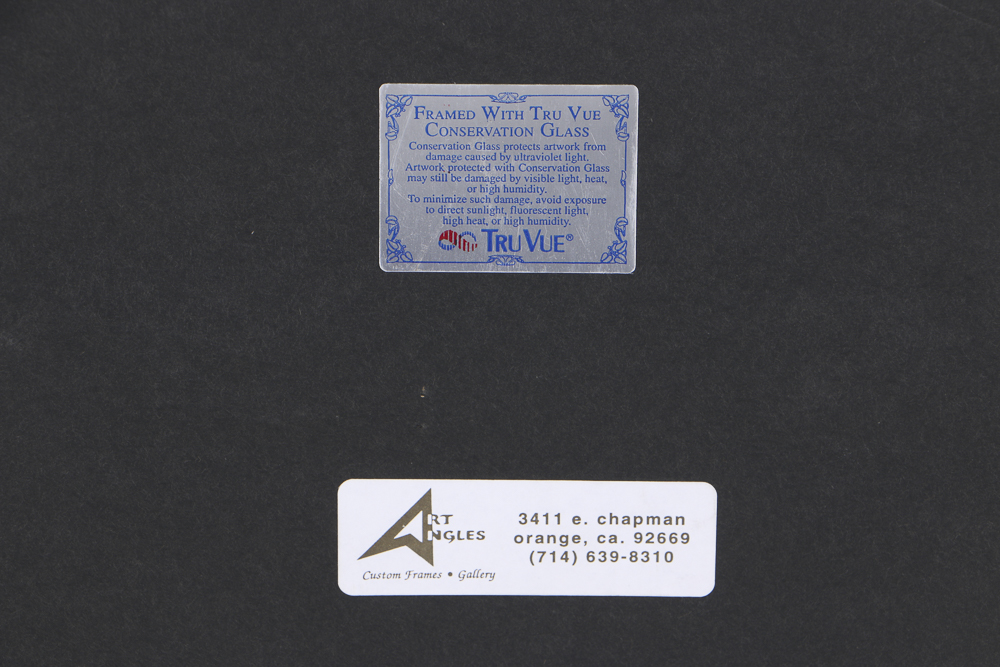 FRAMED WITH TRU VUE
CONSERVATION GLASS
Conservation Glass protects artwork from
damage caused by ultraviolet light.
Artwork protected with Conservation Glass
may still be damaged by visible light, heat,
or high humidity.
To minimize such damage, avoid exposure
to direct sunlight, fluorescent light,
high heat, or high humidity.
TRU VUE®
ART
ANGLES
Custom Frames • Gallery
3411 e. chapman
orange, ca. 92669
(714) 639-8310